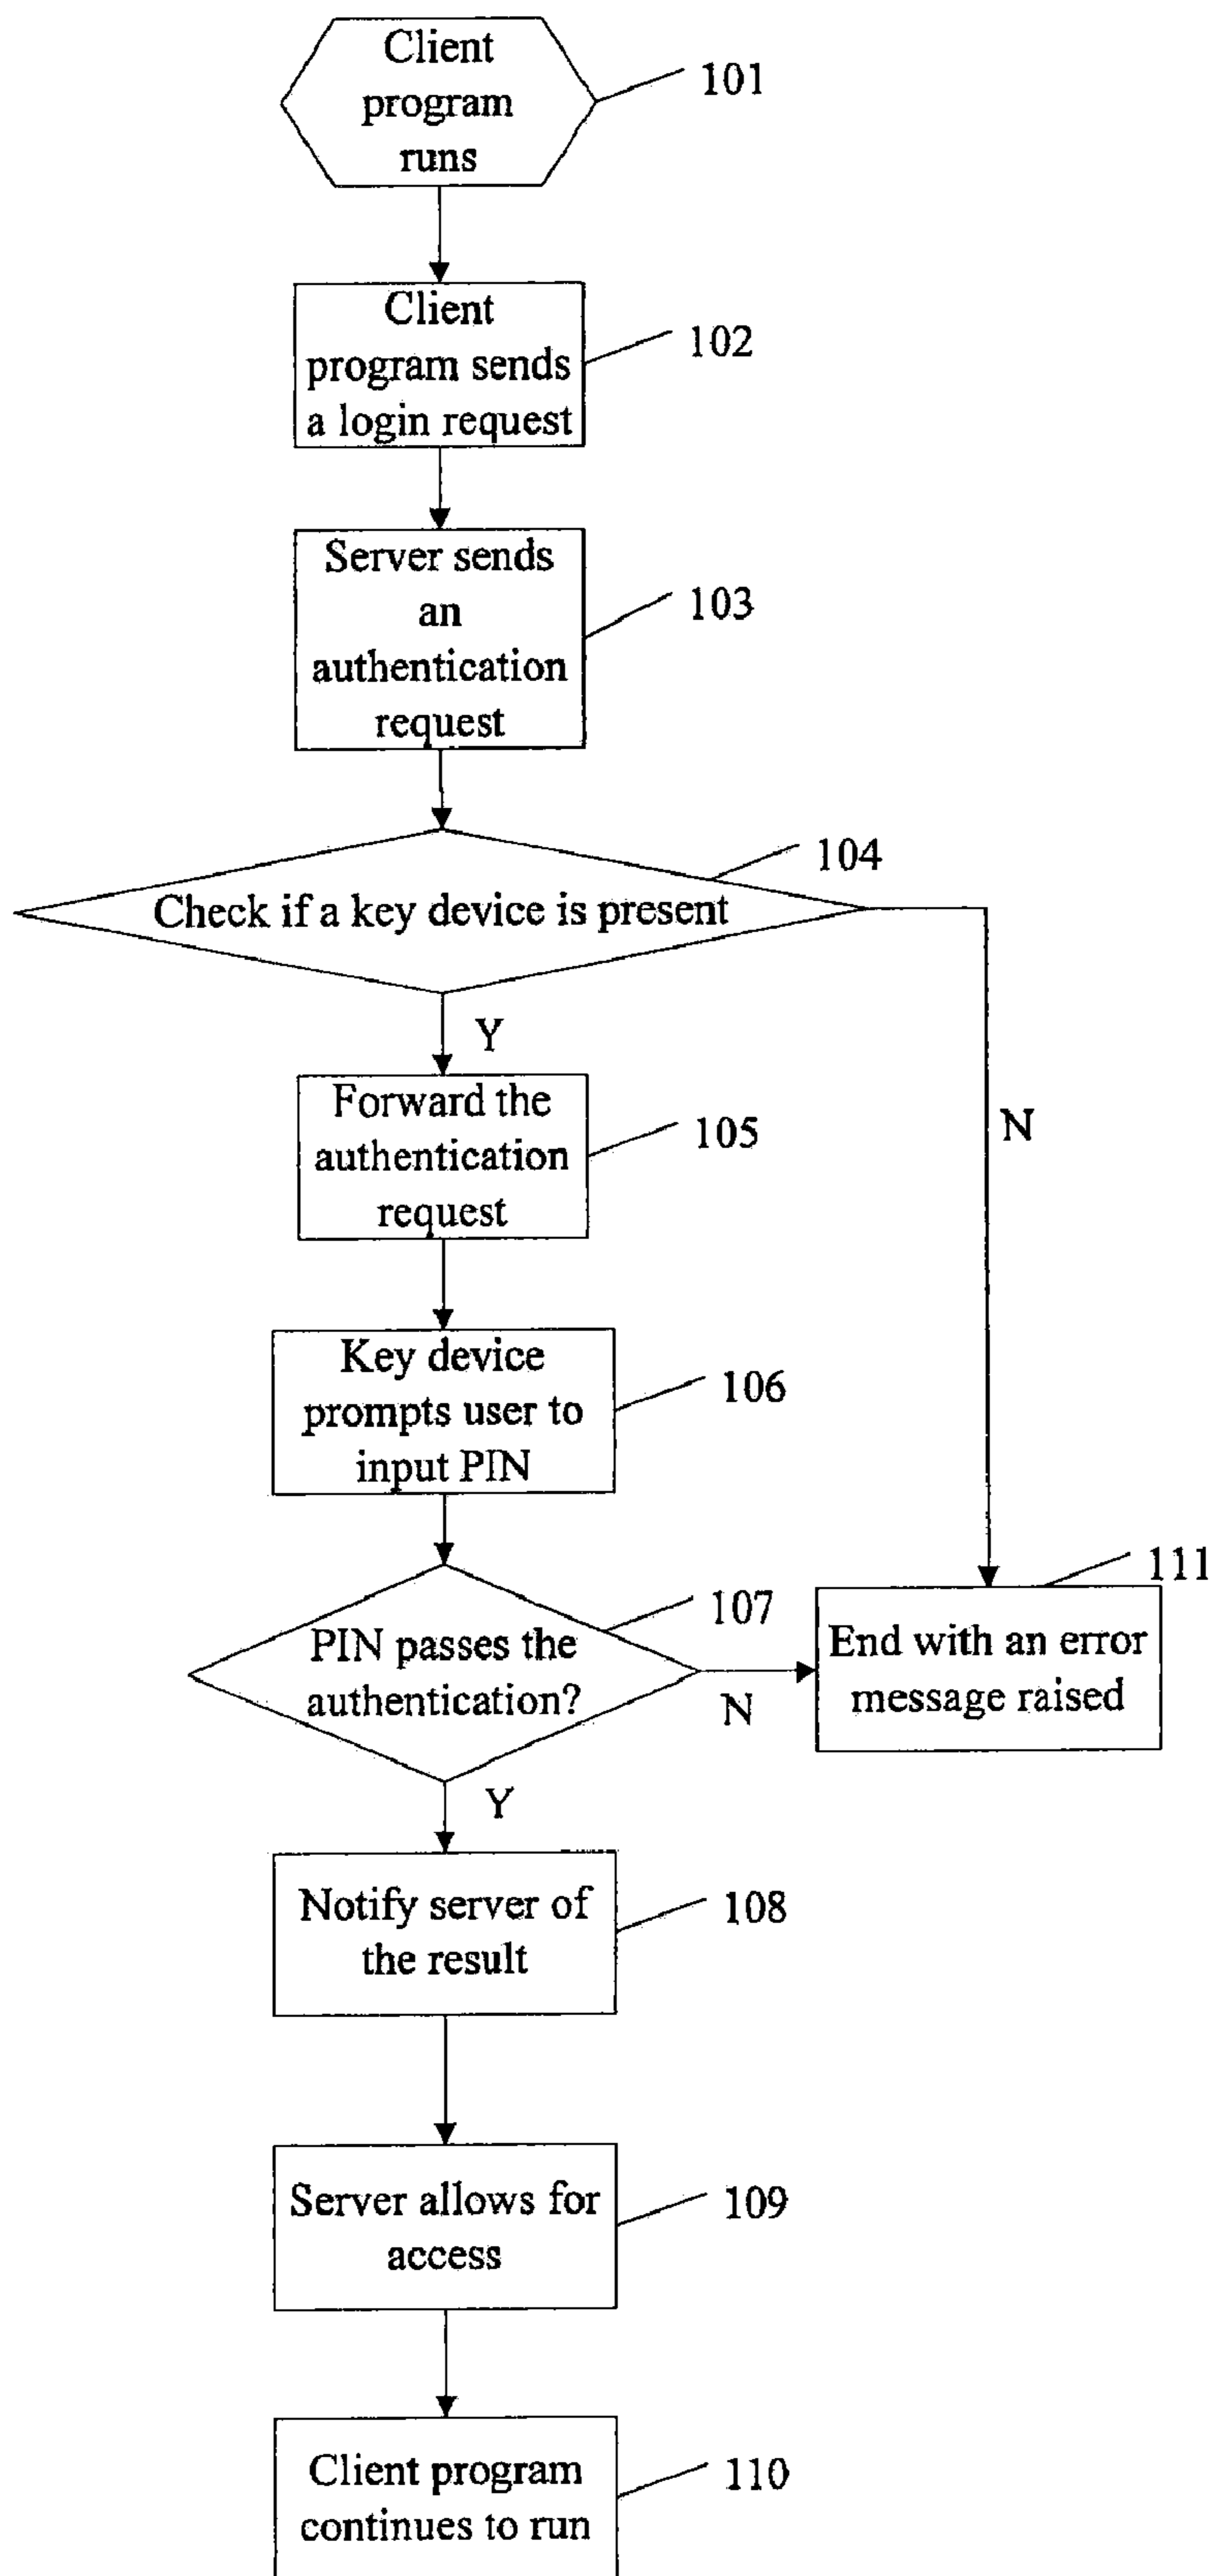 Client
program
runs
101
Client
program sends
a login request
102
Server sends
an
authentication
request
103
Check if a key device is present
104
Y
N
Forward the
authentication
request
105
Key device
prompts user to
input PIN
106
PIN passes the
authentication?
107
N
End with an error
message raised
111
Y
Notify server of
the result
108
Server allows for
access
109
Client program
continues to run
110